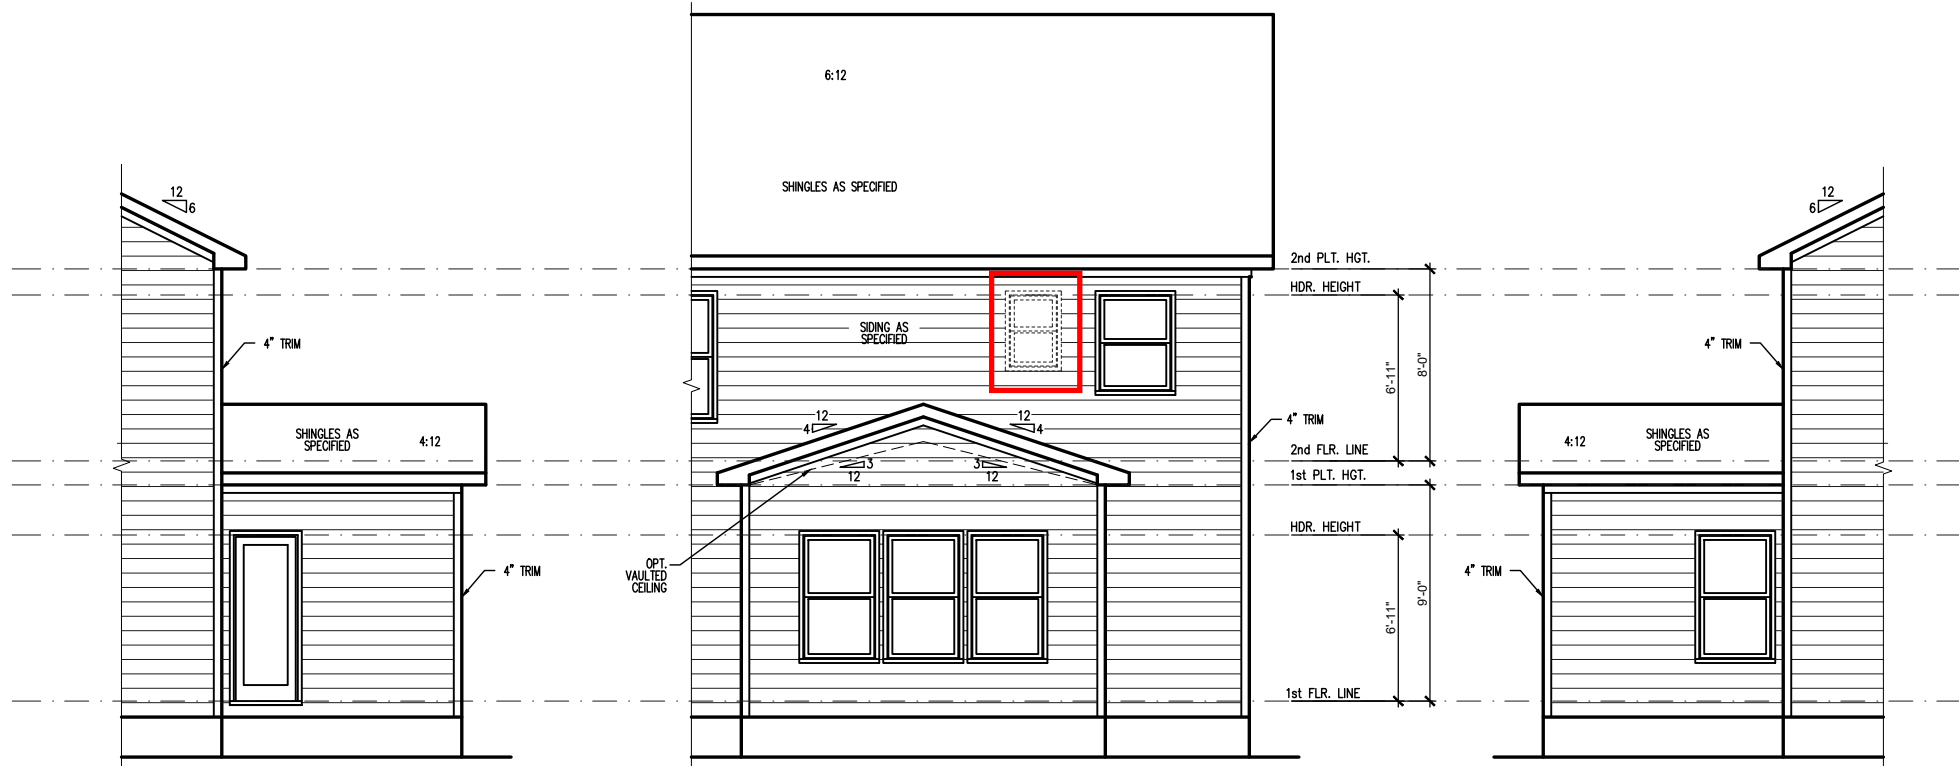 6:12
SHINGLES AS SPECIFIED
12
6
12
6
2nd PLT. HGT.
HDR. HEIGHT
SIDING AS
SPECIFIED
4" TRIM
4" TRIM
6'-11"
8'-0"
SHINGLES AS
SPECIFIED
4:12
12
4
12
4
4" TRIM
4:12
SHINGLES AS
SPECIFIED
2nd FLR. LINE
3
12
3
12
1st PLT. HGT.
HDR. HEIGHT
4" TRIM
OPT.
VAULTED
CEILING
6'-11"
9'-0"
4" TRIM
1st FLR. LINE